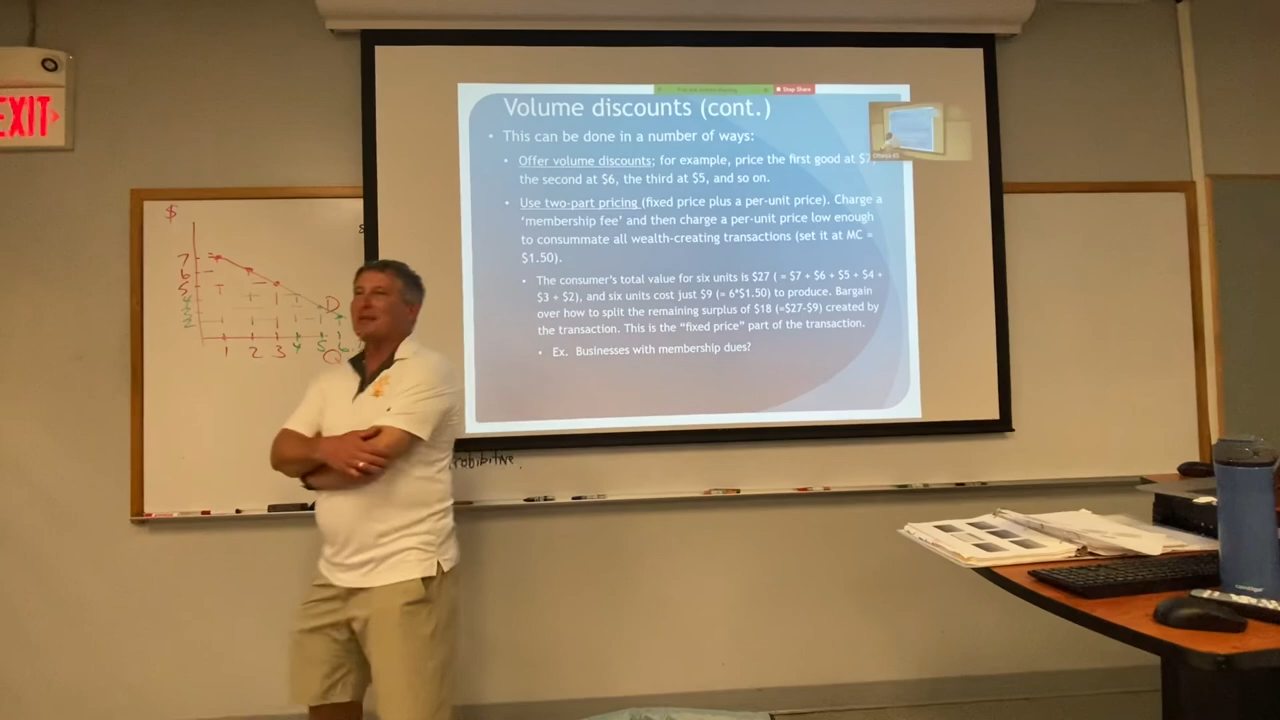 EXIT
Stop Share
Volume discounts (cont.)
• This can be done in a number of ways:
• Offer volume discounts; for example, price the first good at $7,
the second at $6, the third at $5, and so on.
• Use two-part pricing (fixed price plus a per-unit price). Charge a
‘membership fee’ and then charge a per-unit price low enough
to consummate all wealth-creating transactions (set it at MC =
$1.50).
• The consumer's total value for six units is $27 ( = $7 + $6 + $5 + $4 +
$3 + $2), and six units cost just $9 (= 6*$1.50) to produce. Bargain
over how to split the remaining surplus of $18 (=$27-$9) created by
the transaction. This is the “fixed price” part of the transaction.
• Ex. Businesses with membership dues?
$
7
6
5
D
1 2 3 4 5 6
Q